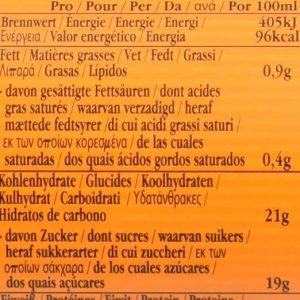 Pro / Pour / Per / Da / ανά / Por 100ml
Brennwert / Énergie / Energie / Energi / 405kJ
Ενέργεια / Valor energético / Energia 96kcal
Fett / Matières grasses / Vet / Fedt / Grassi /
Λιπαρά / Grasas / Lípidos 0,9g
- davon gesättigte Fettsäuren / dont acides
gras saturés / waarvan verzadigd / heraf
mættede fedtsyrer / di cui acidi grassi saturi /
εκ των οποίων κορεσμένα / de las cuales
saturadas / dos quais ácidos gordos saturados 0,4g
Kohlenhydrate / Glucides / Koolhydraten /
Kulhydrat / Carboidrati / Υδατάνθρακες /
Hidratos de carbono 21g
- davon Zucker / dont sucres / waarvan suikers /
heraf sukkerarter / di cui zuccheri / εκ των
οποίων σάκχαρα / de los cuales azúcares /
dos quais açúcares 19g